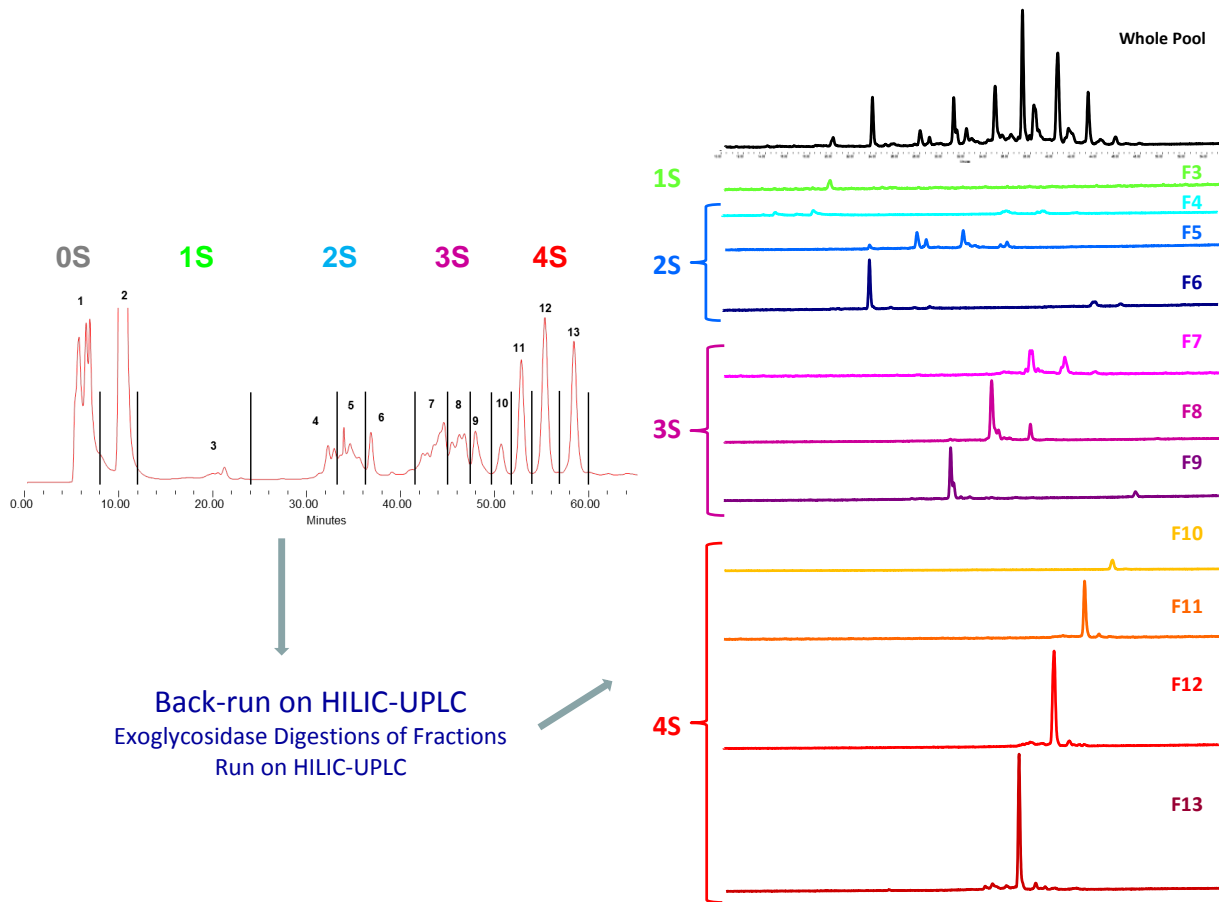 0S 1S 2S 3S 4S
1 2 3 4 5 6 7 8 9 10 11 12 13
0.00 10.00 20.00 30.00 40.00 50.00 60.00
Minutes
Back-run on HILIC-UPLC
Exoglycosidase Digestions of Fractions
Run on HILIC-UPLC
Whole Pool
1S
F3
F4
2S
F5
F6
3S
F7
F8
F9
4S
F10
F11
F12
F13